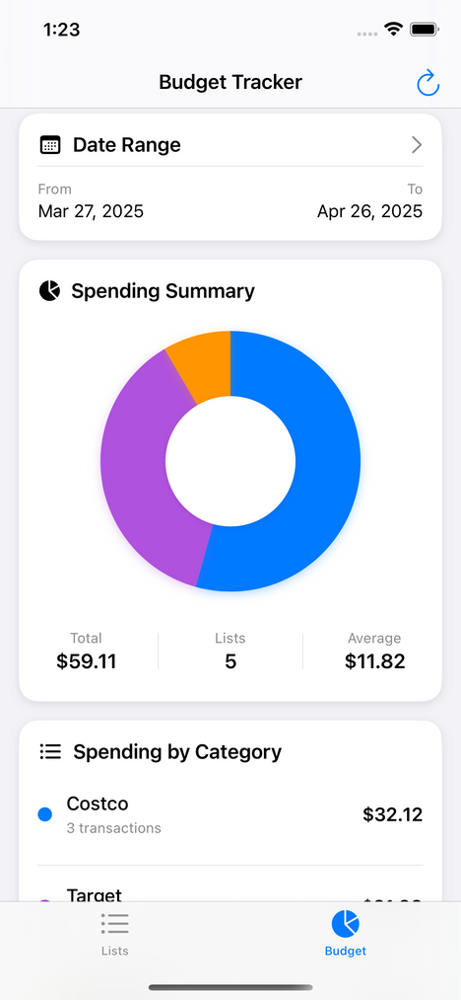 1:23
Budget Tracker
Date Range
From To
Mar 27, 2025 Apr 26, 2025
Spending Summary
Total Lists Average
$59.11 5 $11.82
Spending by Category
Costco
$32.12
3 transactions
Target
Lists Budget